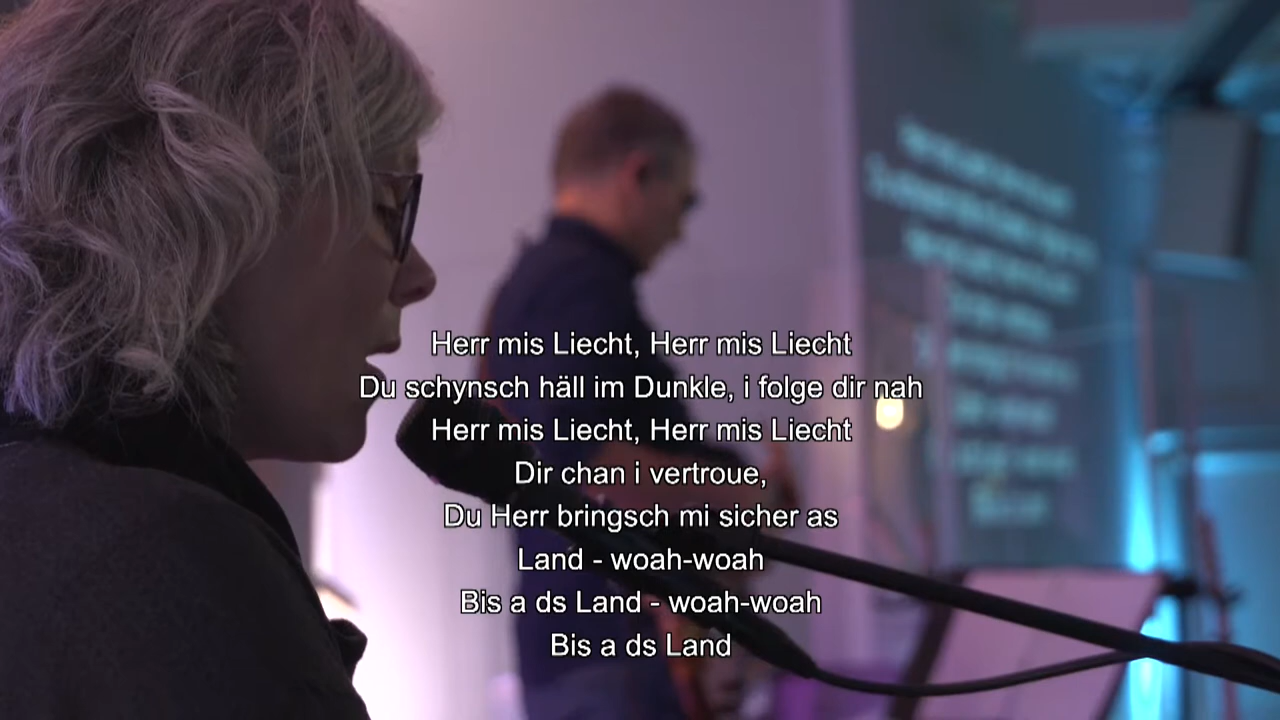 Herr mis Liecht, Herr mis Liecht
Du schynsch häll im Dunkle, i folge dir nah
Herr mis Liecht, Herr mis Liecht
Dir chan i vertroue,
Du Herr bringsch mi sicher as
Land - woah-woah
Bis a ds Land - woah-woah
Bis a ds Land